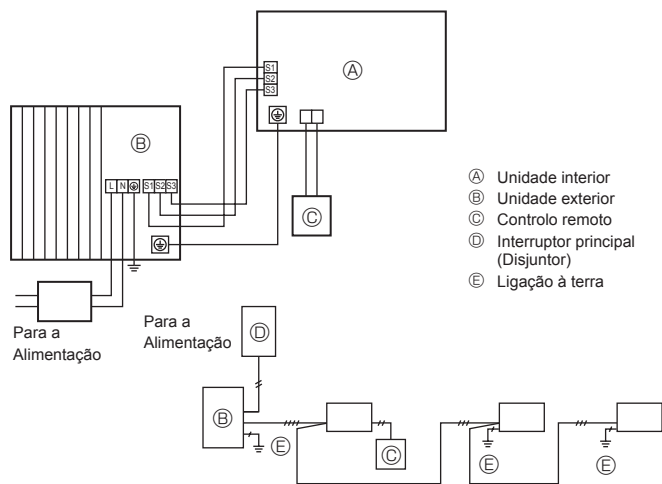 S1
S2
S3
Ⓐ
Ⓑ
L N S1 S2 S3
Ⓒ
Ⓐ Unidade interior
Ⓑ Unidade exterior
Ⓒ Controlo remoto
Ⓓ Interruptor principal
(Disjuntor)
Ⓔ Ligação à terra
Para a
Alimentação
Para a
Alimentação
Ⓓ
Ⓑ
Ⓔ
Ⓒ
Ⓔ
Ⓔ